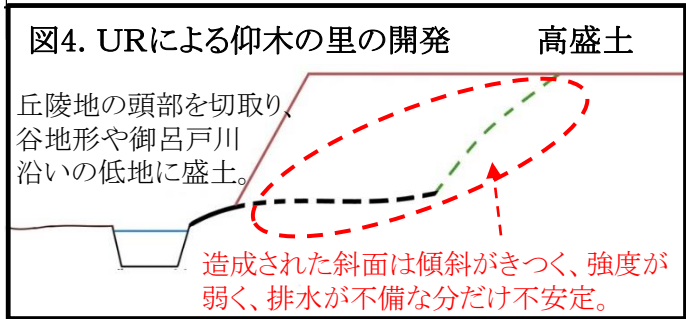 図4. URによる仰木の里の開発 高盛土
丘陵地の頭部を切取り、
谷地形や御呂戸川
沿いの低地に盛土。
造成された斜面は傾斜がきつく、強度が
弱く、排水が不備な分だけ不安定。